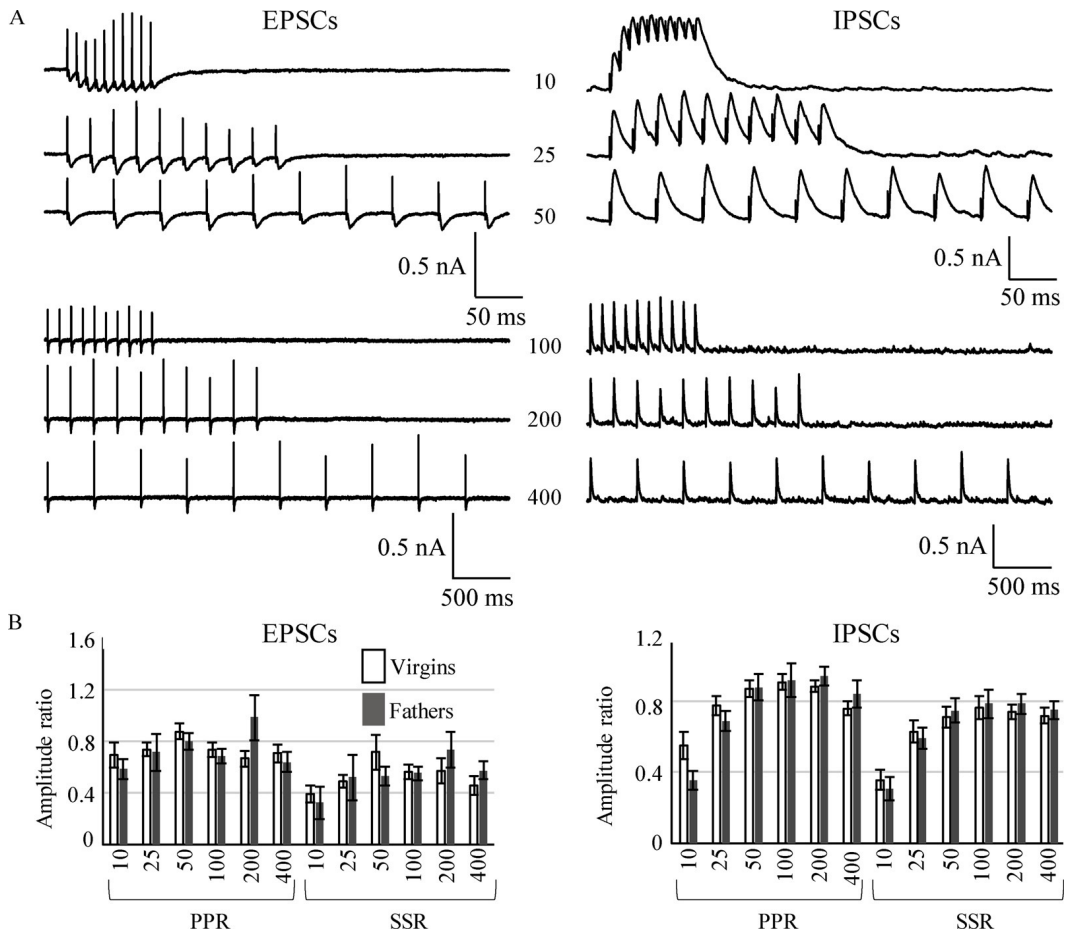 A
EPSCs
IPSCs
10
25
50
0.5 nA
50 ms
0.5 nA
50 ms
100
200
400
0.5 nA
500 ms
0.5 nA
500 ms
B
EPSCs
Amplitude ratio
1.6
1.2
0.8
0.4
0
Virgins
Fathers
10 25 50 100 200 400 10 25 50 100 200 400
PPR SSR
IPSCs
Amplitude ratio
1.2
0.8
0.4
0
10 25 50 100 200 400 10 25 50 100 200 400
PPR SSR